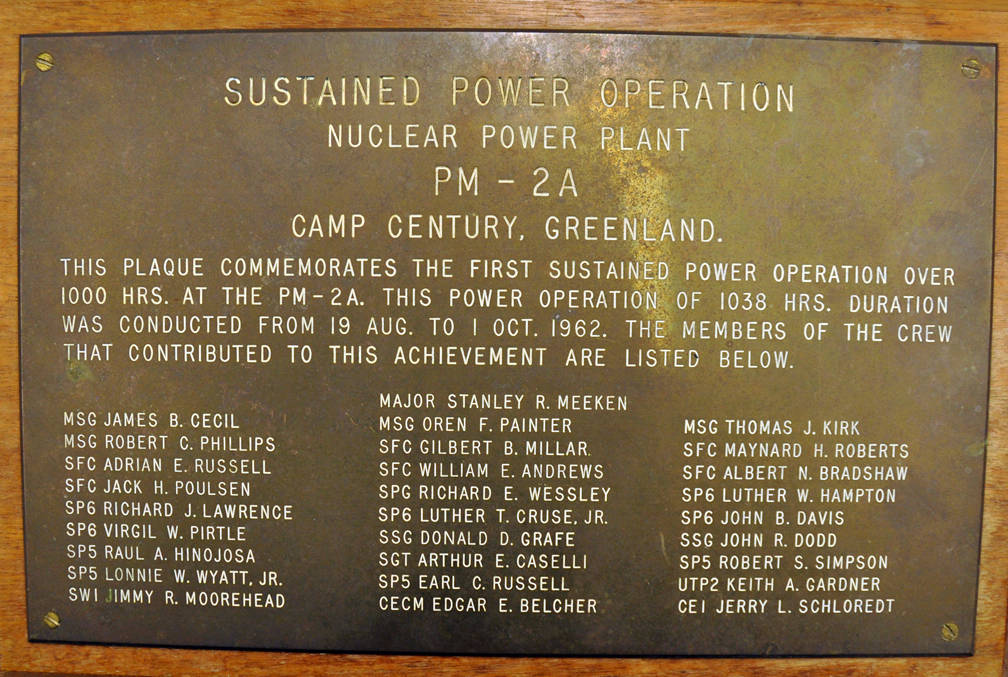 SUSTAINED POWER OPERATION
NUCLEAR POWER PLANT
PM - 2A
CAMP CENTURY, GREENLAND.
THIS PLAQUE COMMEMORATES THE FIRST SUSTAINED POWER OPERATION OVER
1000 HRS. AT THE PM-2A. THIS POWER OPERATION OF 1038 HRS. DURATION
WAS CONDUCTED FROM 19 AUG. TO 1 OCT. 1962. THE MEMBERS OF THE CREW
THAT CONTRIBUTED TO THIS ACHIEVEMENT ARE LISTED BELOW.
MSG JAMES B. CECIL
MSG ROBERT C. PHILLIPS
SFC ADRIAN E. RUSSELL
SFC JACK H. POULSEN
SP6 RICHARD J. LAWRENCE
SP6 VIRGIL W. PIRTLE
SP5 RAUL A. HINOJOSA
SP5 LONNIE W. WYATT, JR.
SW1 JIMMY R. MOOREHEAD
MAJOR STANLEY R. MEEKEN
MSG OREN F. PAINTER
SFC GILBERT B. MILLAR.
SFC WILLIAM E. ANDREWS
SPG RICHARD E. WESSLEY
SP6 LUTHER T. CRUSE, JR.
SSG DONALD D. GRAFE
SGT ARTHUR E. CASELLI
SP5 EARL C. RUSSELL
CECM EDGAR E. BELCHER
MSG THOMAS J. KIRK
SFC MAYNARD H. ROBERTS
SFC ALBERT N. BRADSHAW
SP6 LUTHER W. HAMPTON
SP6 JOHN B. DAVIS
SSG JOHN R. DODD
SP5 ROBERT S. SIMPSON
UTP2 KEITH A. GARDNER
CE1 JERRY L. SCHLOREDT